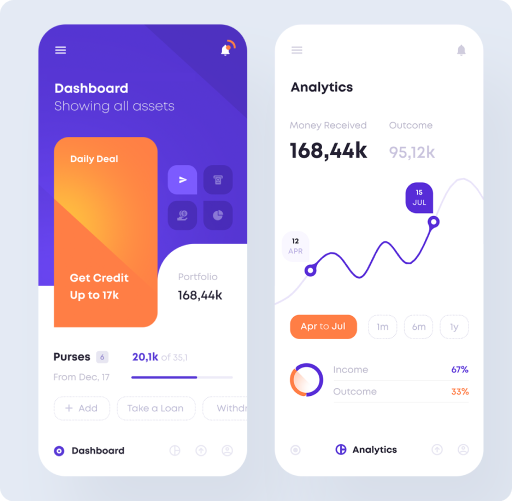 Dashboard
Showing all assets
Daily Deal
Get Credit
Up to 17k
Portfolio
168,44k
Purses 6
20,1k of 35,1
From Dec, 17
+ Add
Take a Loan
Withdr
Dashboard
Analytics
Money Received
Outcome
168,44k
95,12k
15
JUL
12
APR
Apr to Jul
1m
6m
1y
Income 67%
Outcome 33%
Analytics